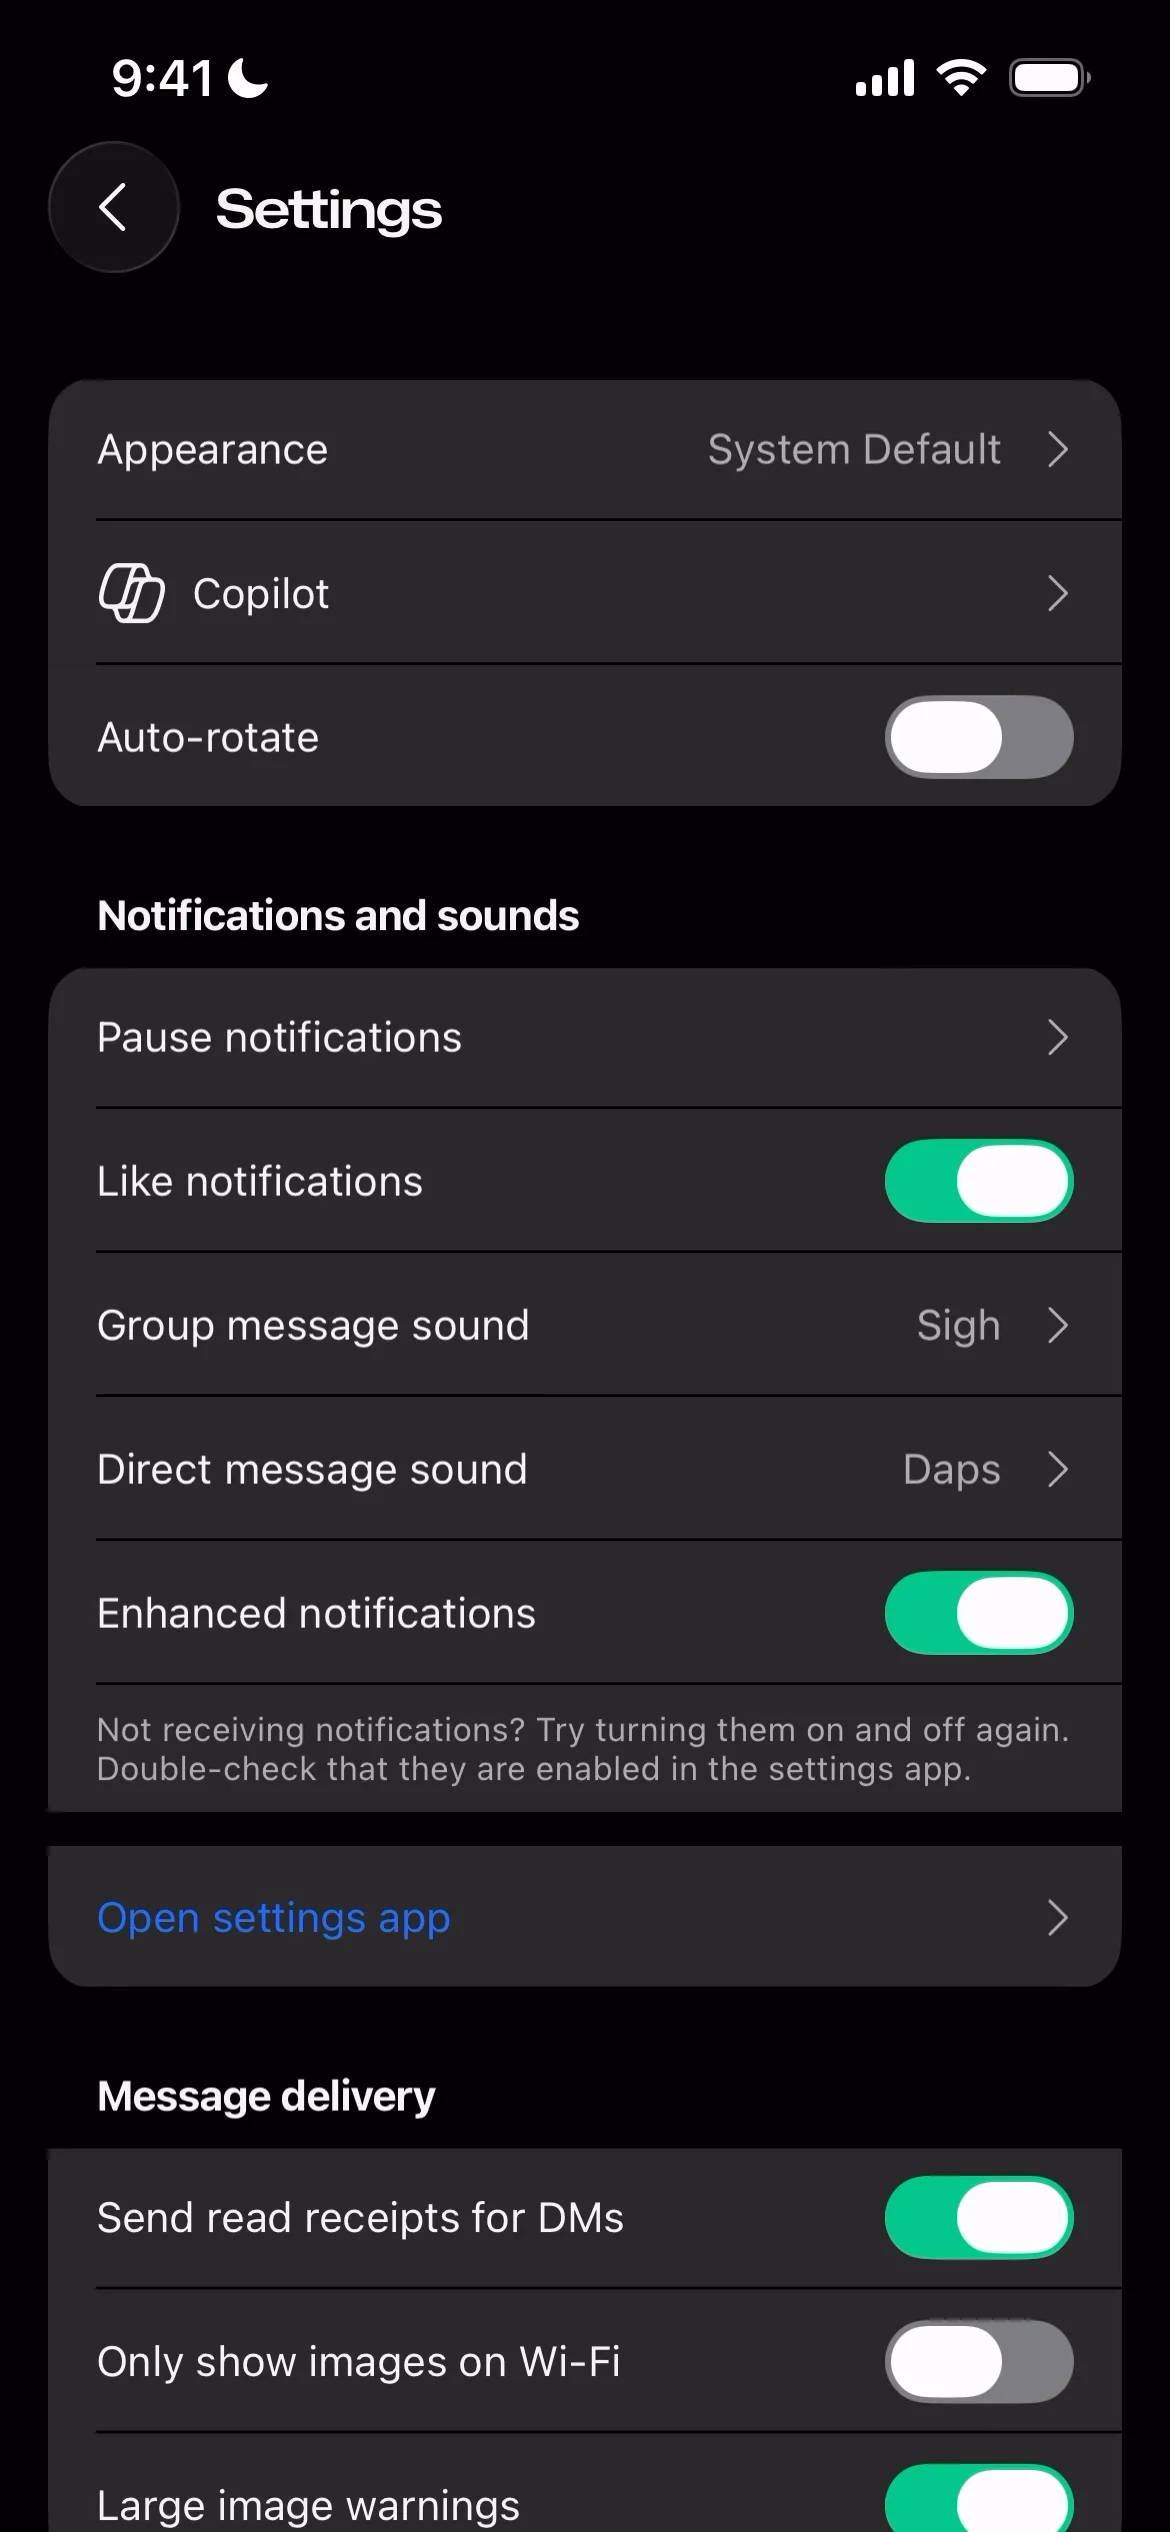 9:41
Settings
Appearance System Default
Copilot
Auto-rotate
Notifications and sounds
Pause notifications
Like notifications
Group message sound Sigh
Direct message sound Daps
Enhanced notifications
Not receiving notifications? Try turning them on and off again.
Double-check that they are enabled in the settings app.
Open settings app
Message delivery
Send read receipts for DMs
Only show images on Wi-Fi
Large image warnings